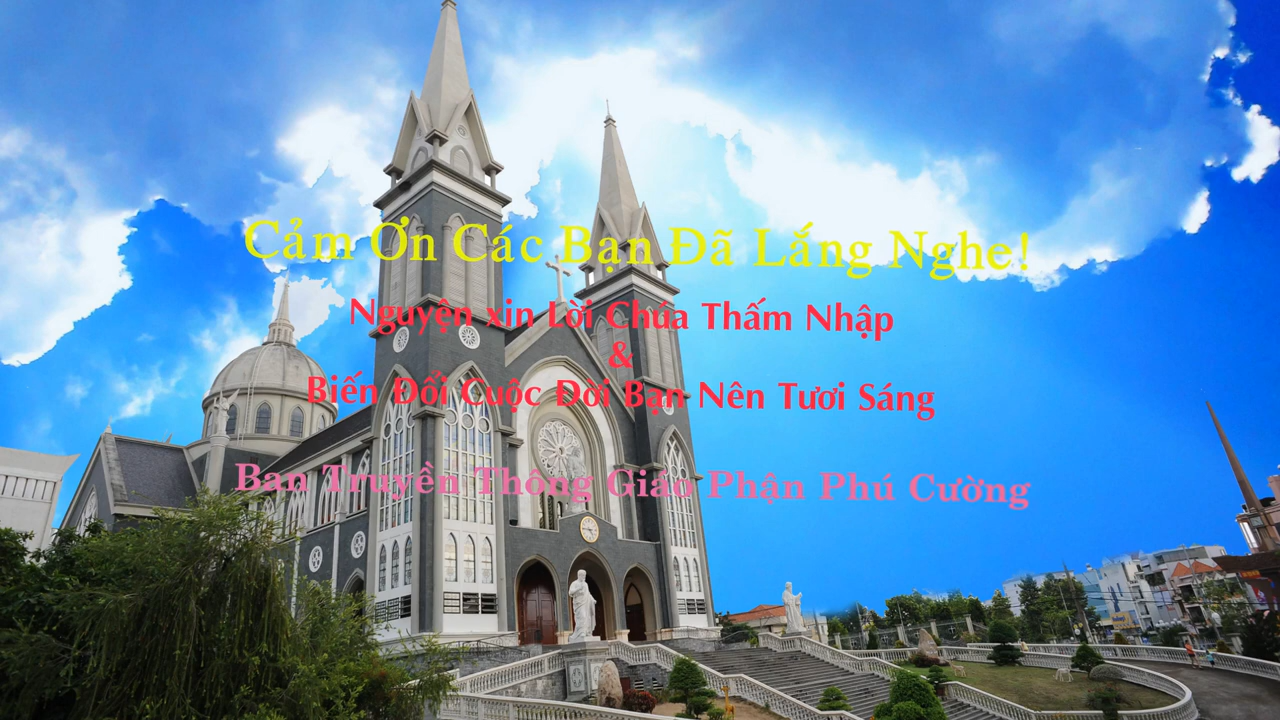 Cảm Ơn Các Bạn Đã Lắng Nghe!
Nguyện xin Lời Chúa Thấm Nhập
&
Biến Đổi Cuộc Đời Bạn Nên Tươi Sáng
Ban Truyền Thông Giáo Phận Phú Cường